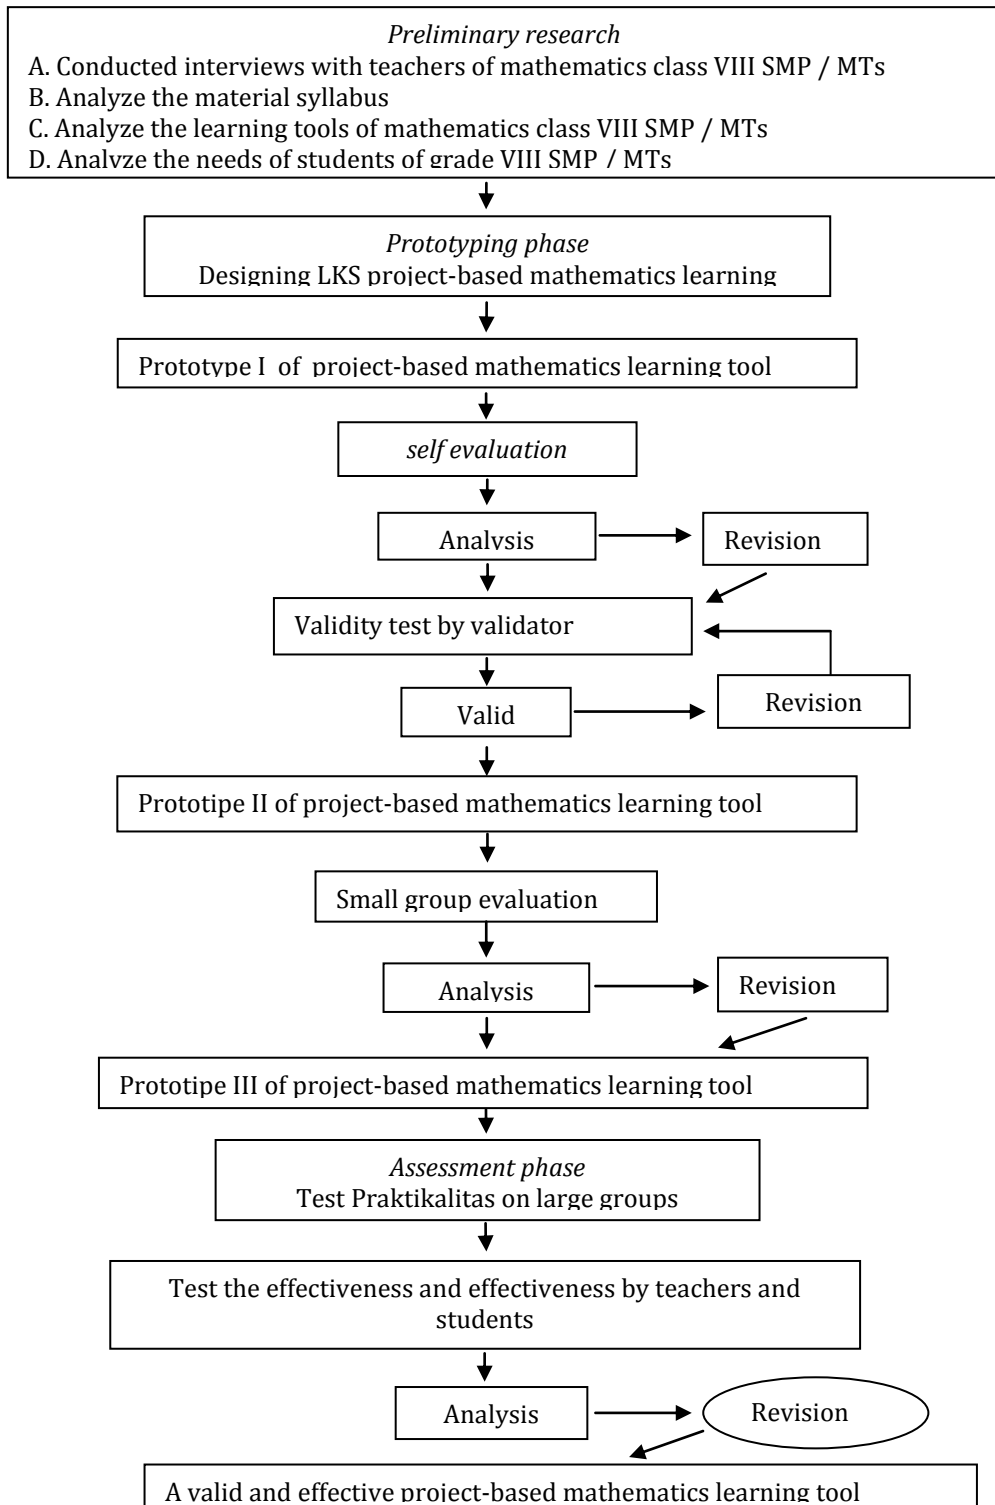 Preliminary research
A. Conducted interviews with teachers of mathematics class VIII SMP / MTs
B. Analyze the material syllabus
C. Analyze the learning tools of mathematics class VIII SMP / MTs
D. Analyze the needs of students of grade VIII SMP / MTs
Prototyping phase
Designing LKS project-based mathematics learning
Prototype I of project-based mathematics learning tool
self evaluation
Analysis
Revision
Validity test by validator
Valid
Revision
Prototipe II of project-based mathematics learning tool
Small group evaluation
Analysis
Revision
Prototipe III of project-based mathematics learning tool
Assessment phase
Test Praktikalitas on large groups
Test the effectiveness and effectiveness by teachers and
students
Analysis
Revision
A valid and effective project-based mathematics learning tool